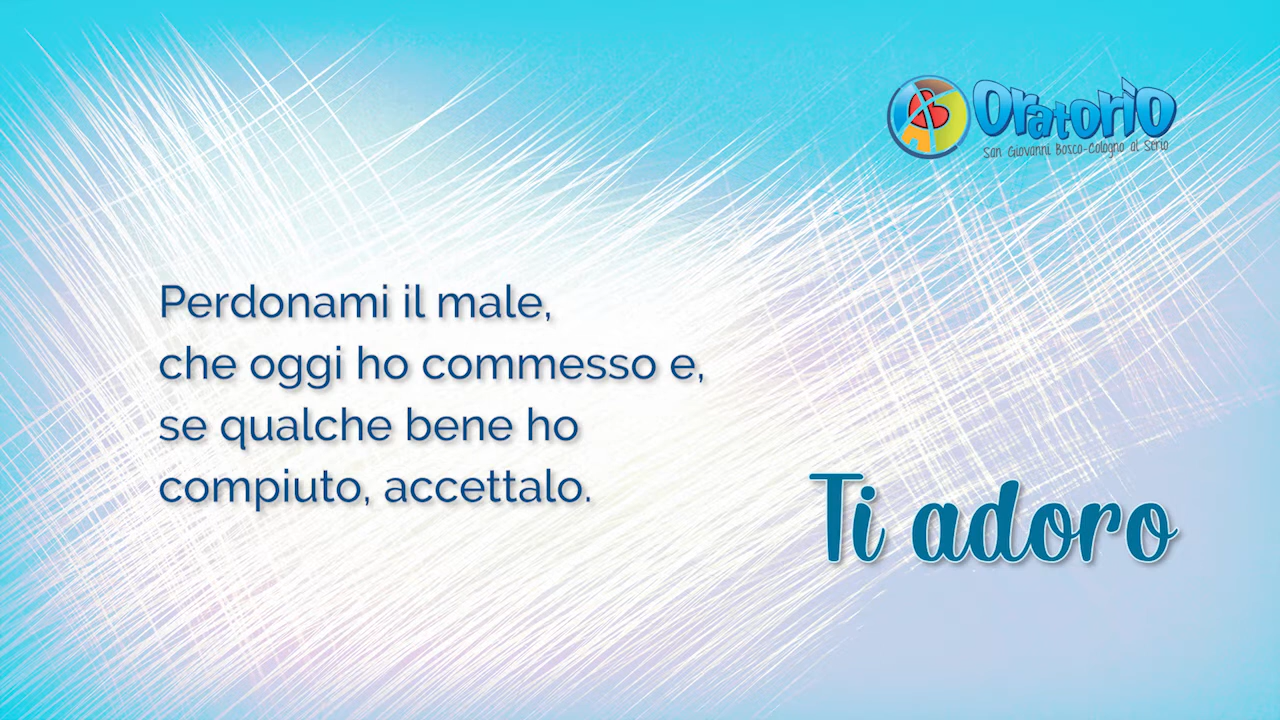 Oratorio
San Giovanni Bosco-Cologno al Serio
Perdonami il male,
che oggi ho commesso e,
se qualche bene ho
compiuto, accettalo.
Ti adoro